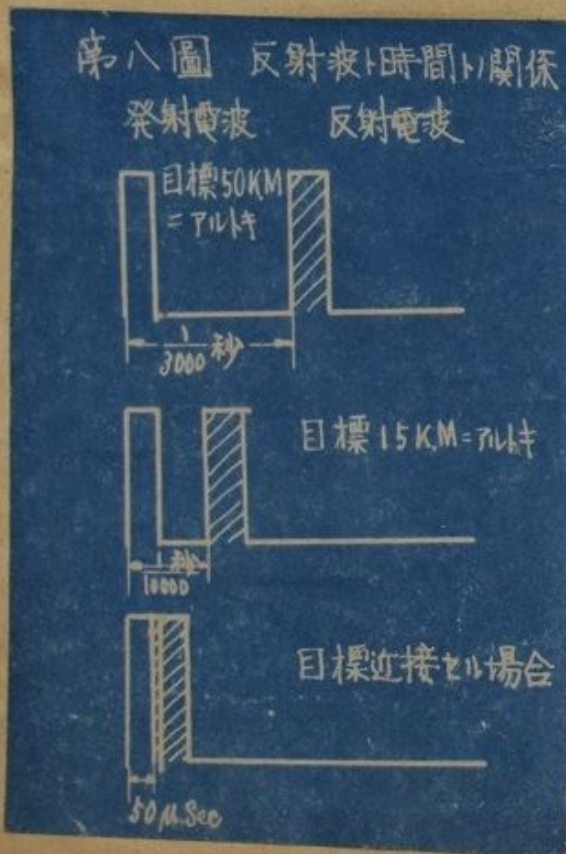 第八圖 反射波ト時間トノ関係
発射電波 反射電波
目標50KM
ニアルトキ
1/3000 秒
目標15K.M ニアルトキ
1/10000 秒
目標近接セル場合
50μ.Sec